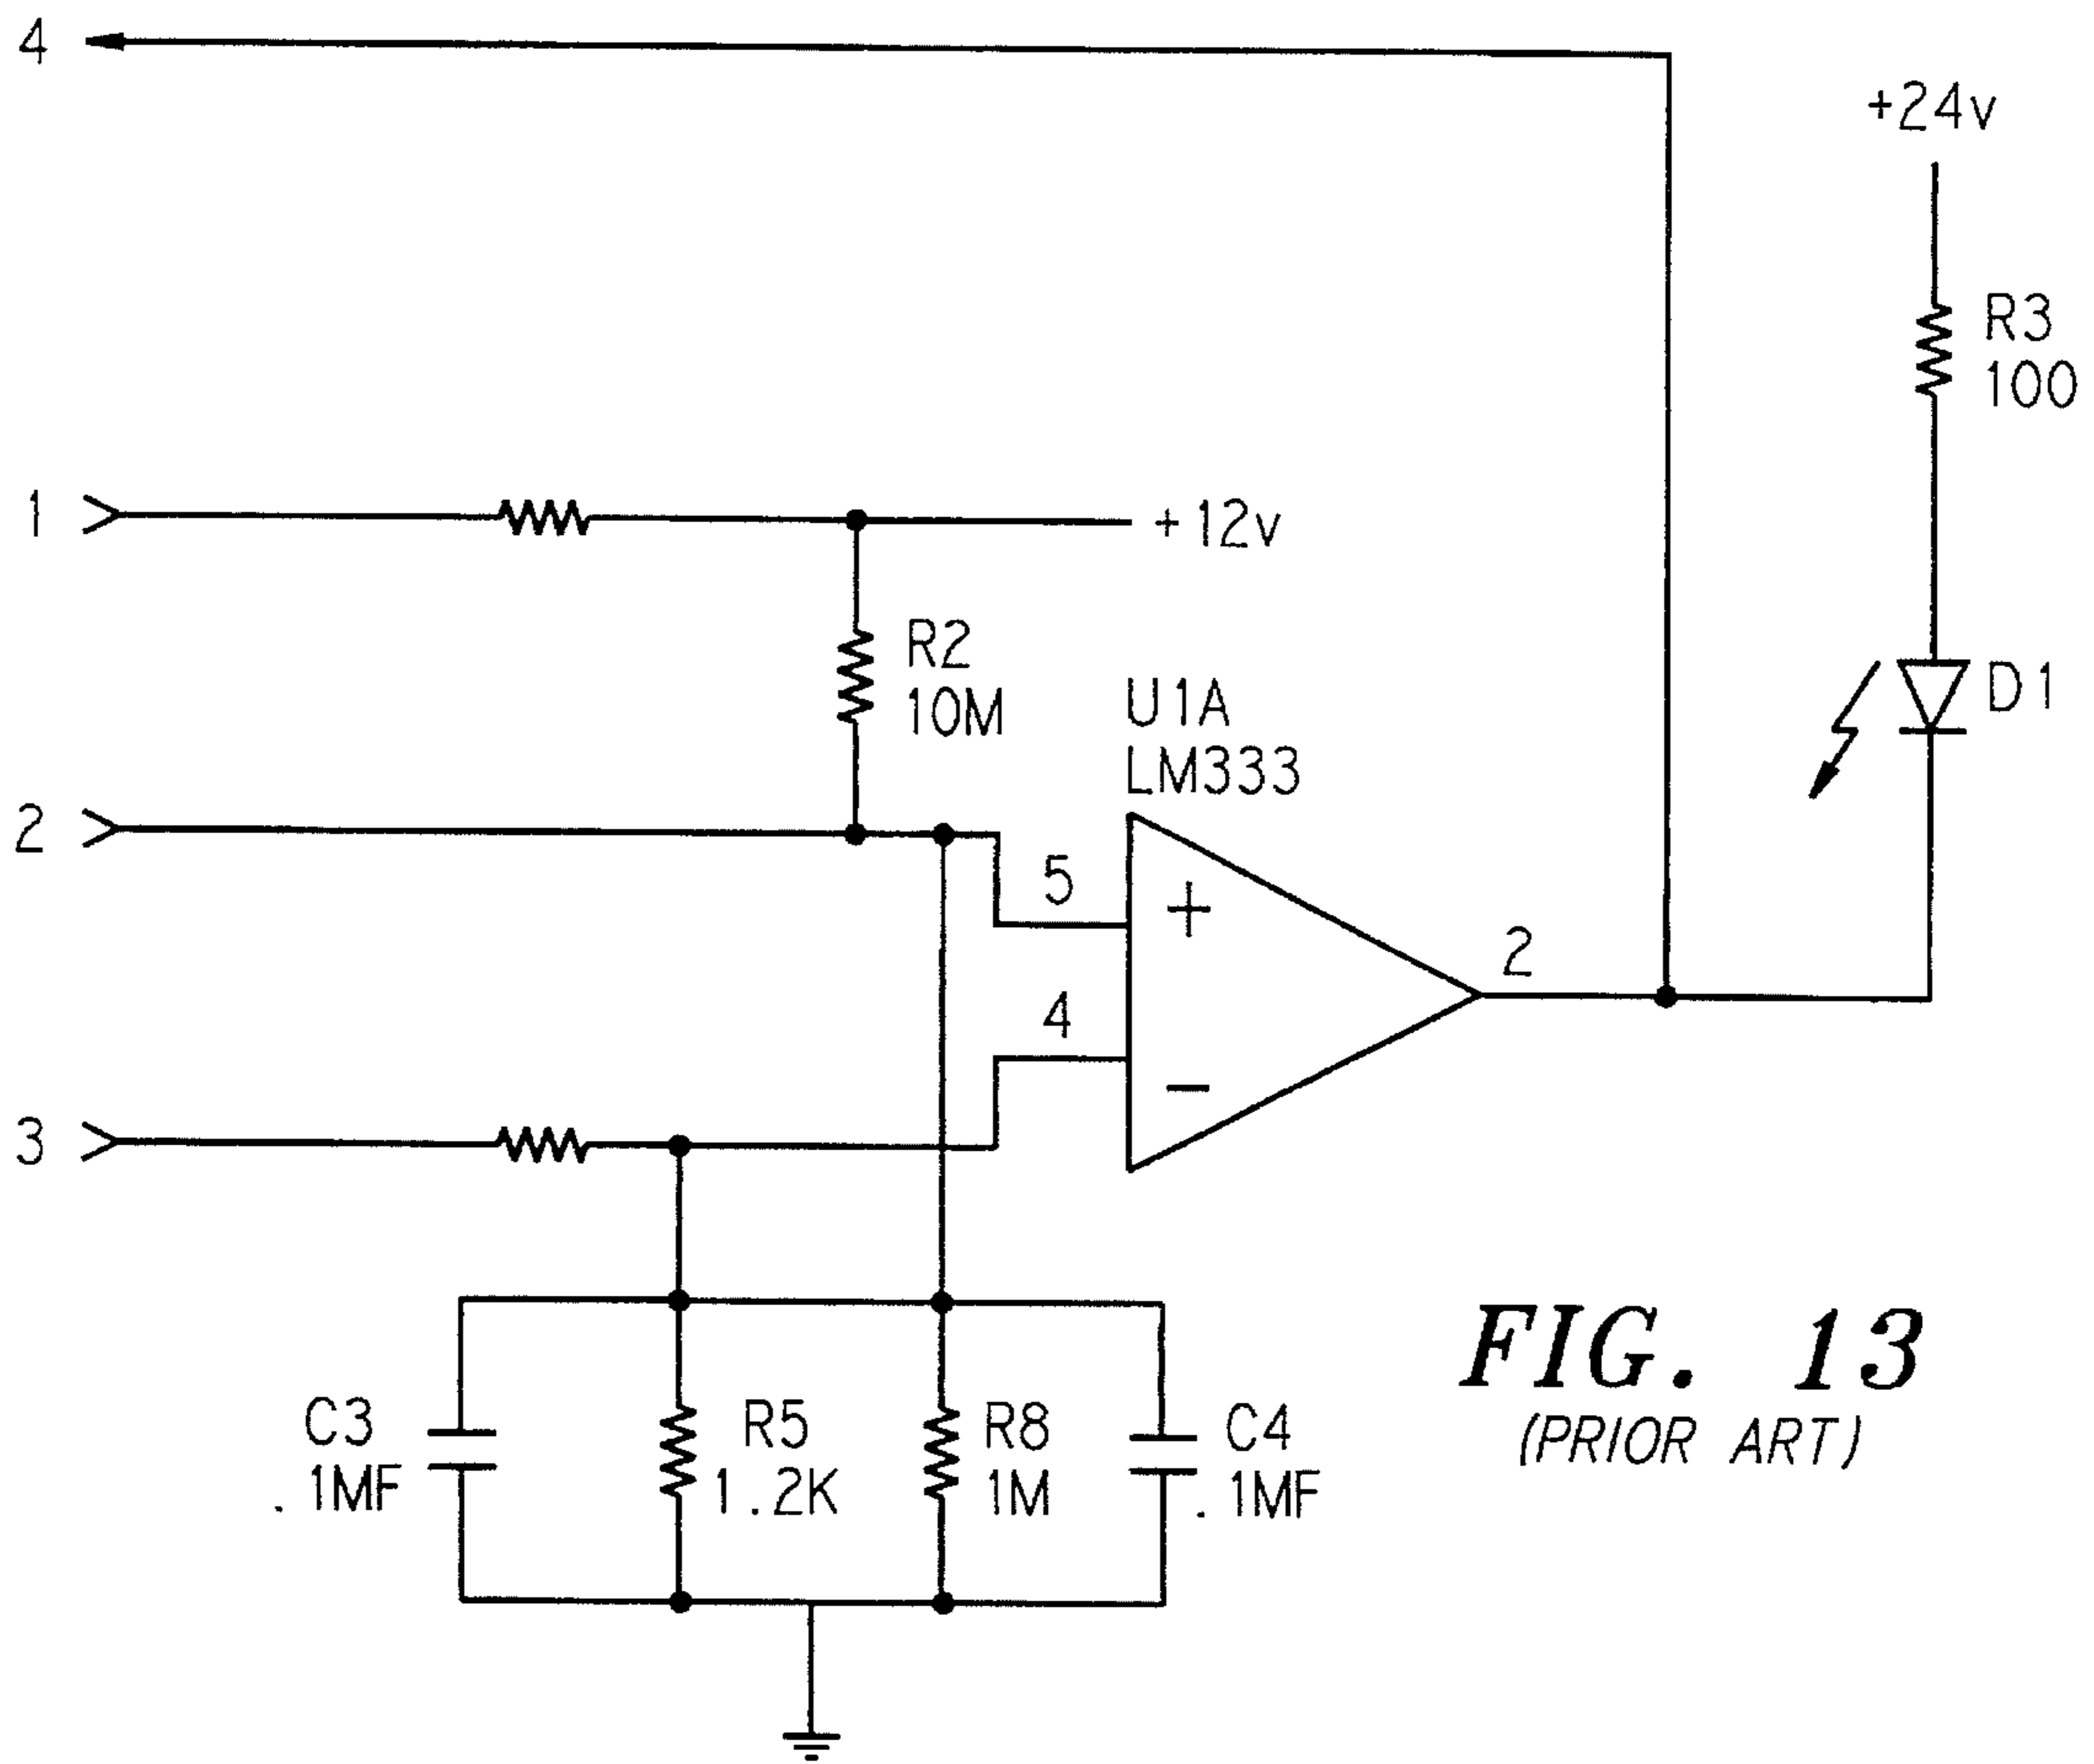 4
+24v
R3
100
1
+12v
R2
10M
U1A
LM333
D1
2
5
+
2
4
-
3
C3
.1MF
R5
1.2K
R8
1M
C4
.1MF
FIG. 13
(PRIOR ART)